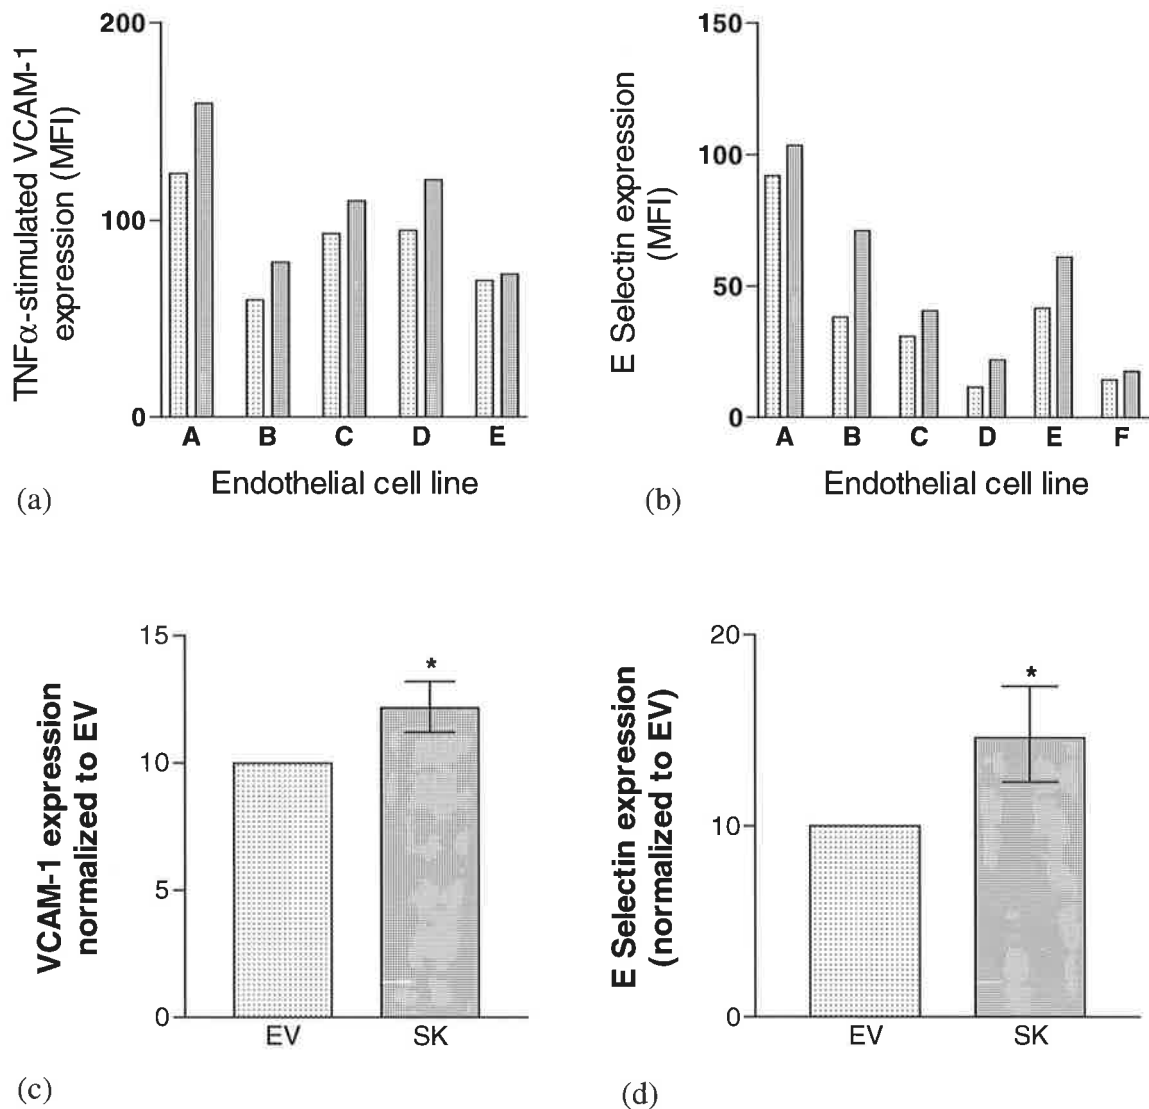 TNFα-stimulated VCAM-1
expression (MFI)
200
100
0
A B C D E
Endothelial cell line
(a)
E Selectin expression
(MFI)
150
100
50
0
A B C D E F
Endothelial cell line
(b)
VCAM-1 expression
normalized to EV
15
10
5
0
*
EV SK
(c)
E Selectin expression
(normalized to EV)
20
10
0
*
EV SK
(d)